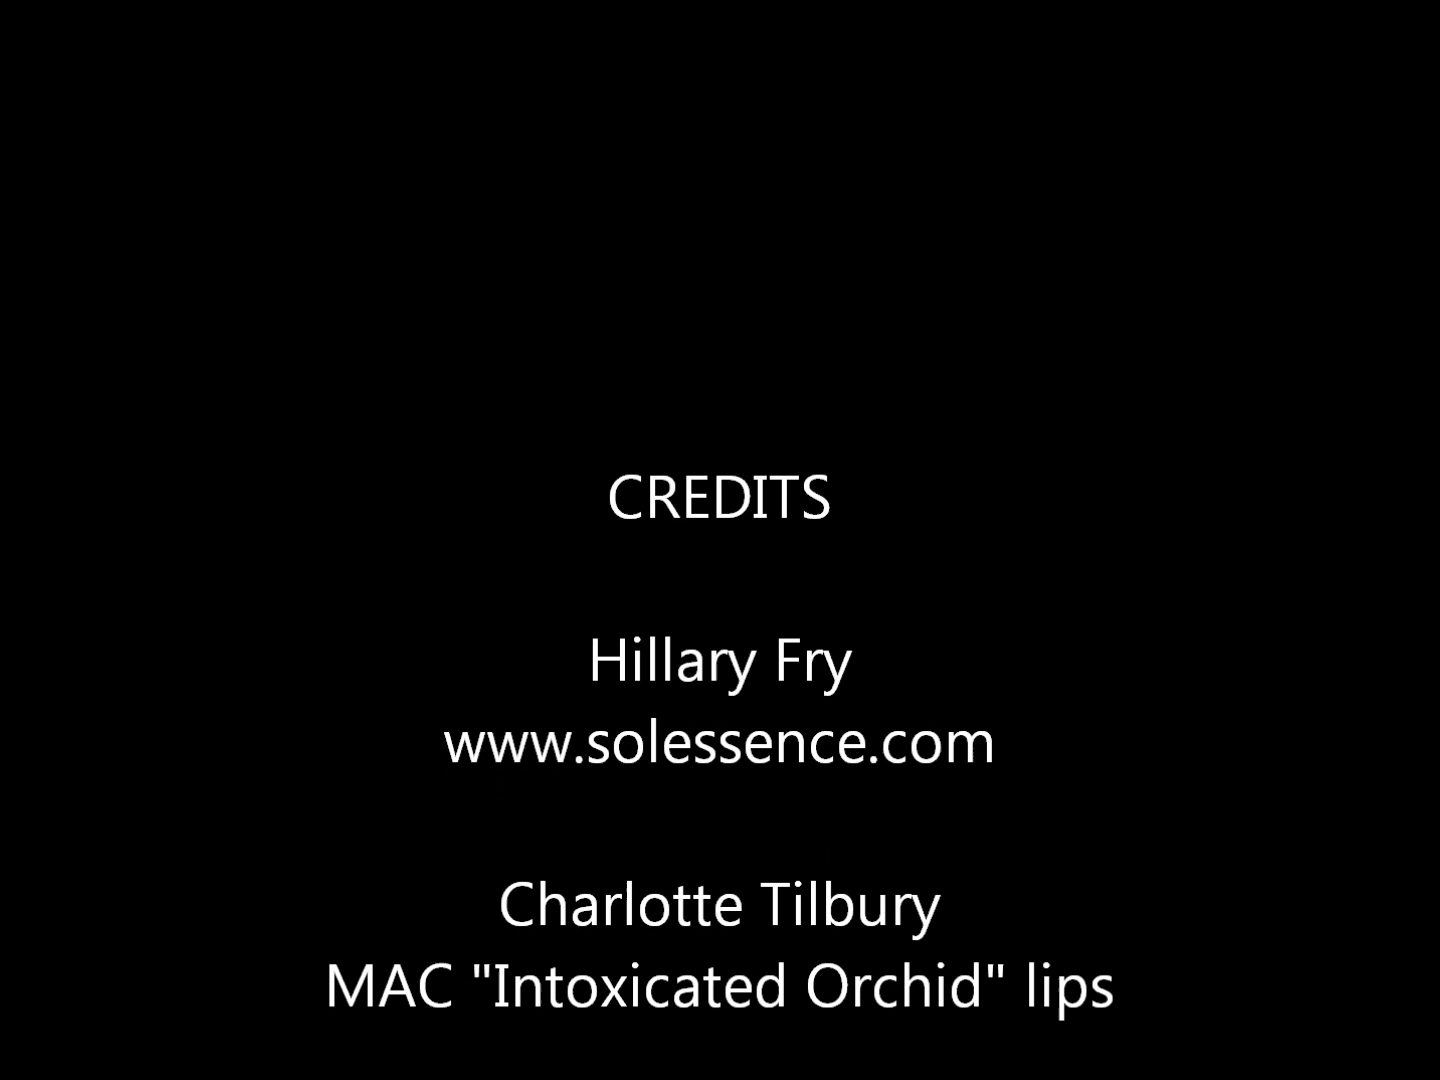 CREDITS
Hillary Fry
www.solessence.com
Charlotte Tilbury
MAC "Intoxicated Orchid" lips